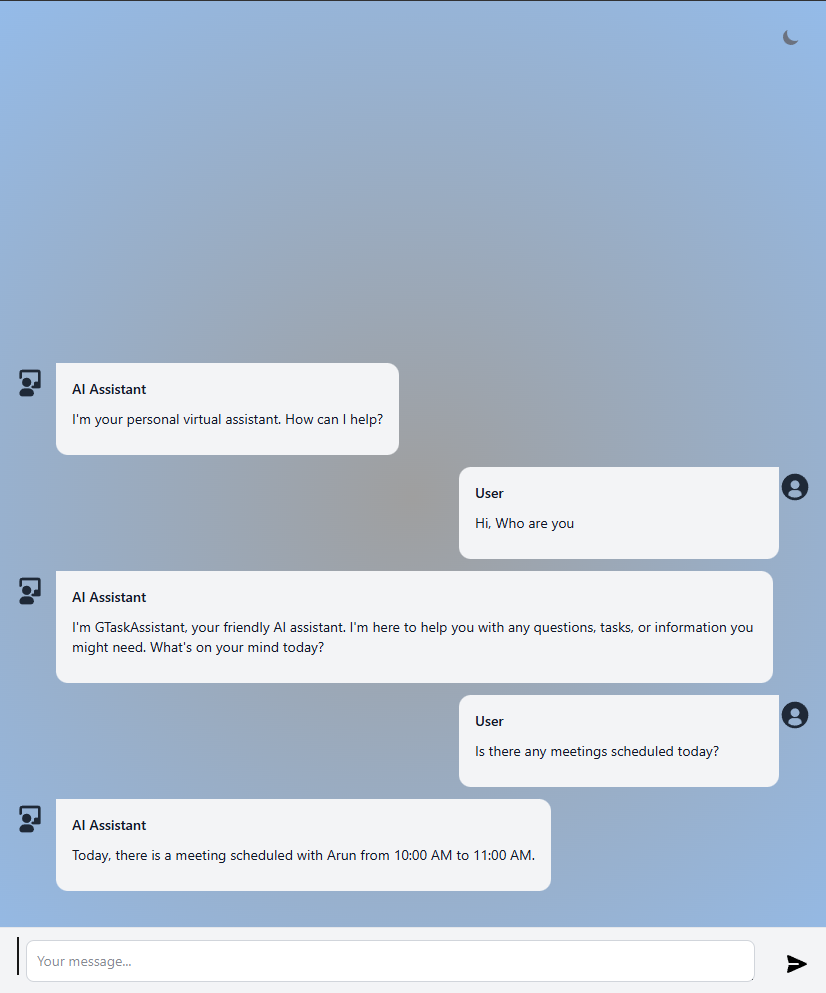 AI Assistant
I'm your personal virtual assistant. How can I help?
User
Hi, Who are you
AI Assistant
I'm GTaskAssistant, your friendly AI assistant. I'm here to help you with any questions, tasks, or information you
might need. What's on your mind today?
User
Is there any meetings scheduled today?
AI Assistant
Today, there is a meeting scheduled with Arun from 10:00 AM to 11:00 AM.
Your message...